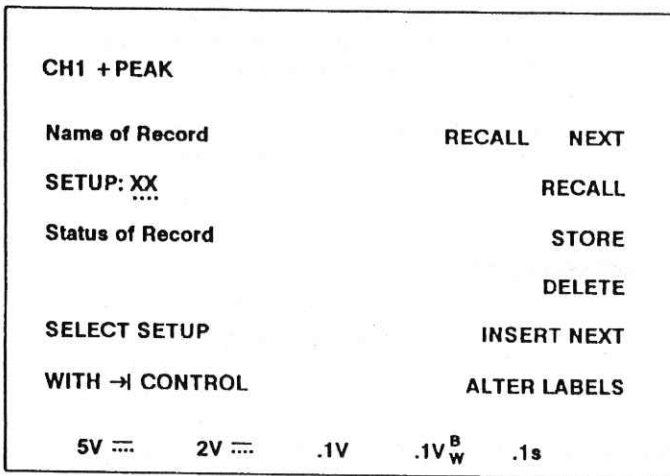 CH1 +PEAK
Name of Record RECALL NEXT
SETUP: XX RECALL
Status of Record STORE
DELETE
SELECT SETUP INSERT NEXT
WITH →| CONTROL ALTER LABELS
5V ⎓ 2V ⎓ .1V .1V BW .1s